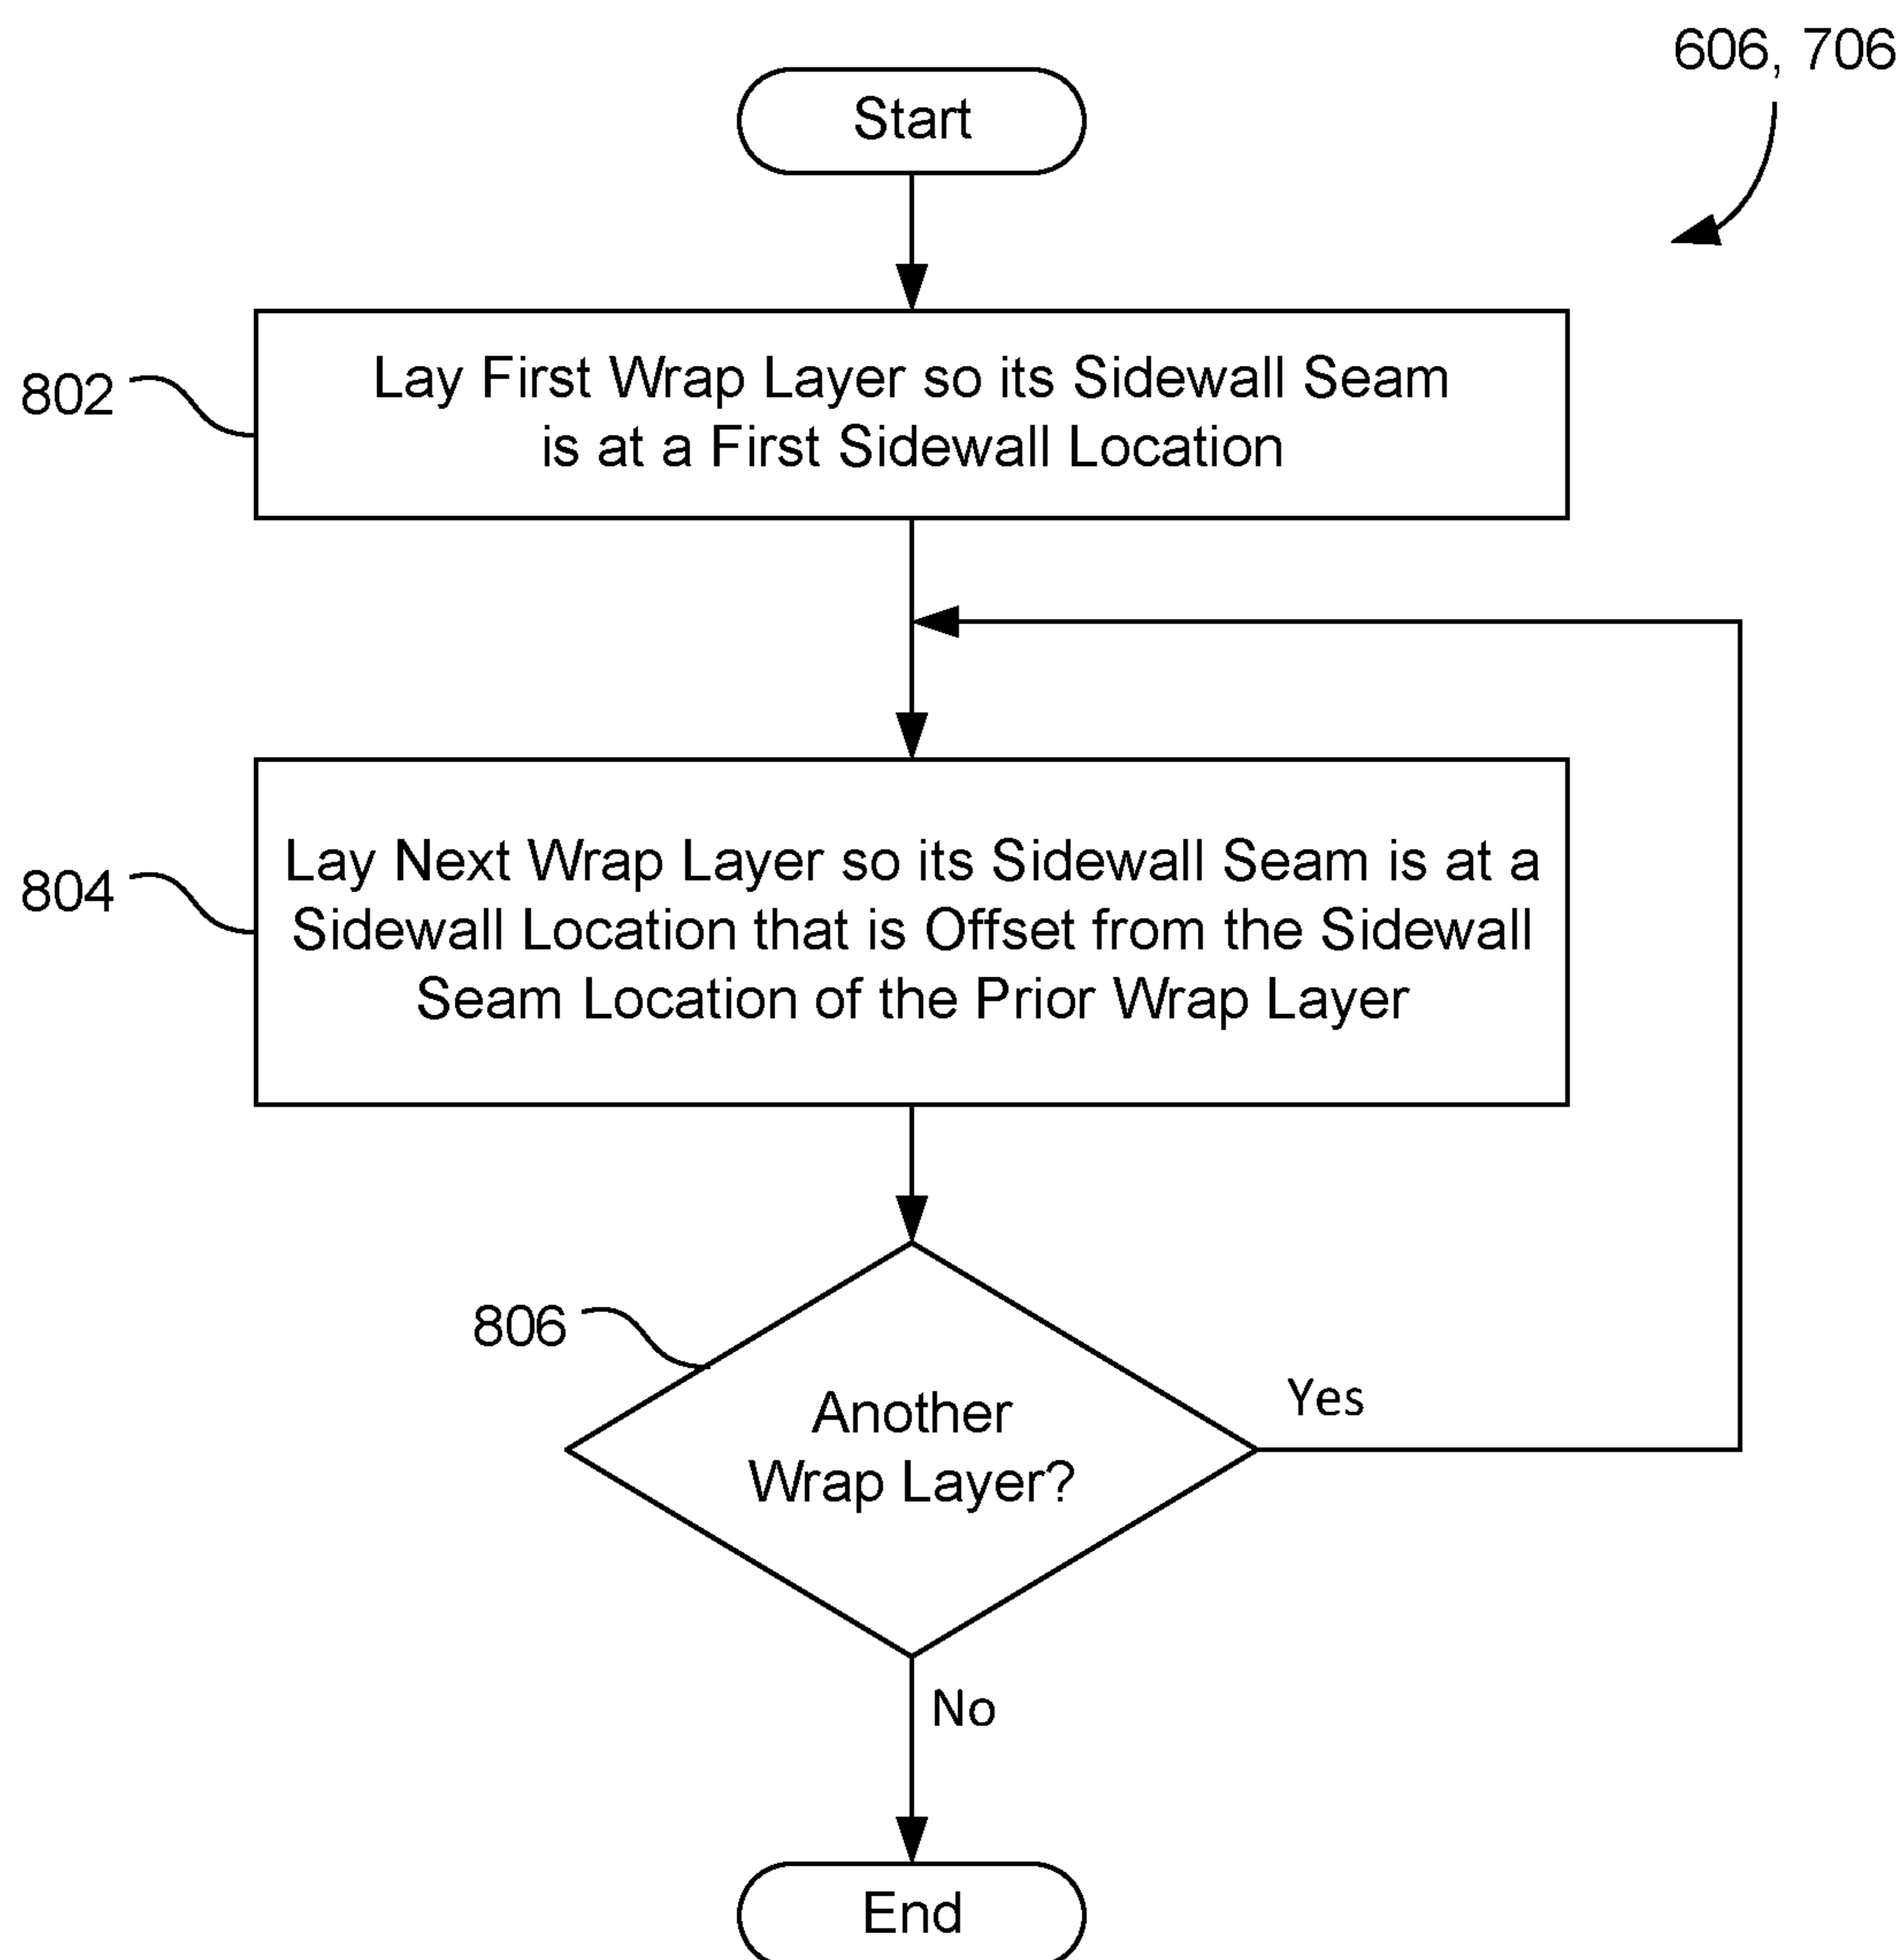 606, 706
Start
802
Lay First Wrap Layer so its Sidewall Seam
is at a First Sidewall Location
804
Lay Next Wrap Layer so its Sidewall Seam is at a
Sidewall Location that is Offset from the Sidewall
Seam Location of the Prior Wrap Layer
806
Another
Wrap Layer?
Yes
No
End